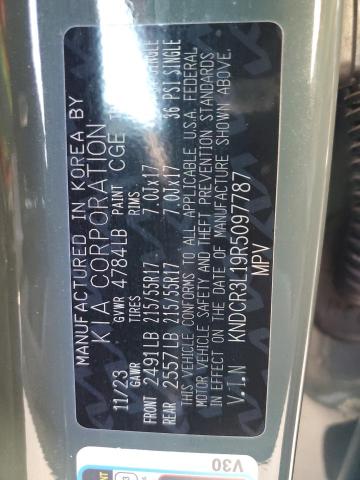 MANUFACTURED IN KOREA BY
KIA CORPORATION
GVWR 4784LB PAINT CGE
11/23 GAWR TIRES RIMS
FRONT 2491LB 215/55R17 7.0JX17
REAR 2557LB 215/55R17 7.0JX17 36 PSI SINGLE
THIS VEHICLE CONFORMS TO ALL APPLICABLE U.S.A. FEDERAL
MOTOR VEHICLE SAFETY AND THEFT PREVENTION STANDARDS
IN EFFECT ON THE DATE OF MANUFACTURE SHOWN ABOVE.
V.I.N KNDCR3L19R5097787
MPV
V30